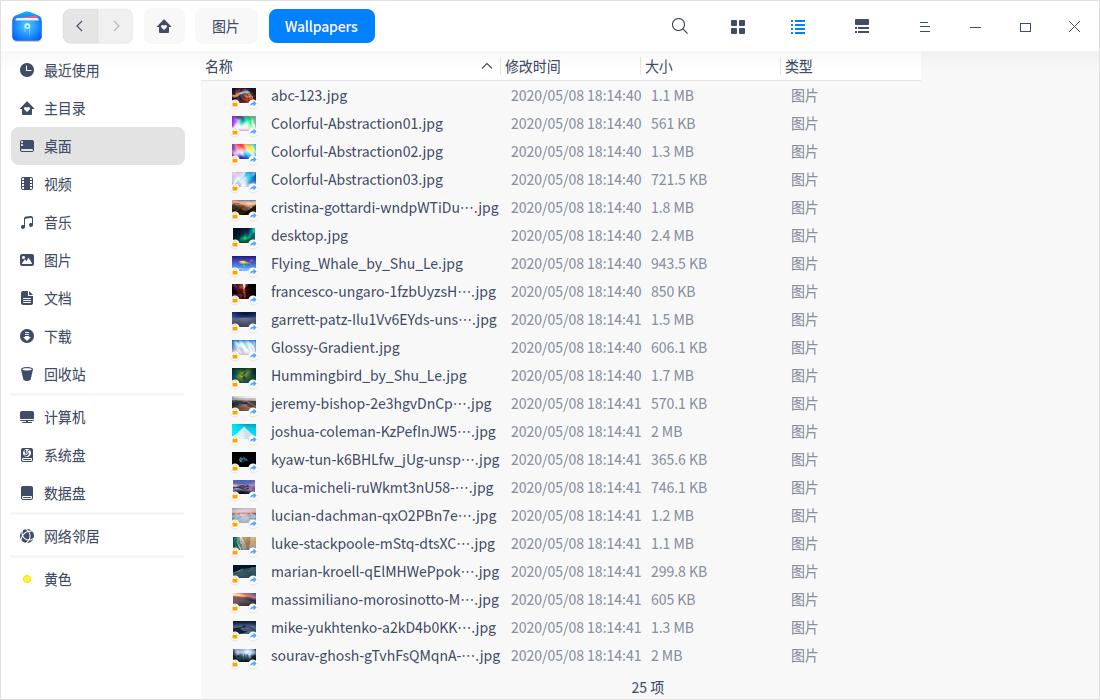 图片
Wallpapers
最近使用
主目录
桌面
视频
音乐
图片
文档
下载
回收站
计算机
系统盘
数据盘
网络邻居
黄色
名称 修改时间 大小 类型
abc-123.jpg 2020/05/08 18:14:40 1.1 MB 图片
Colorful-Abstraction01.jpg 2020/05/08 18:14:40 561 KB 图片
Colorful-Abstraction02.jpg 2020/05/08 18:14:40 1.3 MB 图片
Colorful-Abstraction03.jpg 2020/05/08 18:14:40 721.5 KB 图片
cristina-gottardi-wndpWTiDu⋯.jpg 2020/05/08 18:14:40 1.8 MB 图片
desktop.jpg 2020/05/08 18:14:40 2.4 MB 图片
Flying_Whale_by_Shu_Le.jpg 2020/05/08 18:14:40 943.5 KB 图片
francesco-ungaro-1fzbUyzsH⋯.jpg 2020/05/08 18:14:40 850 KB 图片
garrett-patz-Ilu1Vv6EYds-uns⋯.jpg 2020/05/08 18:14:41 1.5 MB 图片
Glossy-Gradient.jpg 2020/05/08 18:14:40 606.1 KB 图片
Hummingbird_by_Shu_Le.jpg 2020/05/08 18:14:40 1.7 MB 图片
jeremy-bishop-2e3hgvDnCp⋯.jpg 2020/05/08 18:14:41 570.1 KB 图片
joshua-coleman-KzPefInJW5⋯.jpg 2020/05/08 18:14:41 2 MB 图片
kyaw-tun-k6BHLfw_jUg-unsp⋯.jpg 2020/05/08 18:14:41 365.6 KB 图片
luca-micheli-ruWkmt3nU58-⋯.jpg 2020/05/08 18:14:41 746.1 KB 图片
lucian-dachman-qxO2PBn7e⋯.jpg 2020/05/08 18:14:41 1.2 MB 图片
luke-stackpoole-mStq-dtsXC⋯.jpg 2020/05/08 18:14:41 1.1 MB 图片
marian-kroell-qElMHWePpok⋯.jpg 2020/05/08 18:14:41 299.8 KB 图片
massimiliano-morosinotto-M⋯.jpg 2020/05/08 18:14:41 605 KB 图片
mike-yukhtenko-a2kD4b0KK⋯.jpg 2020/05/08 18:14:41 1.3 MB 图片
sourav-ghosh-gTvhFsQMqnA-⋯.jpg 2020/05/08 18:14:41 2 MB 图片
25 项